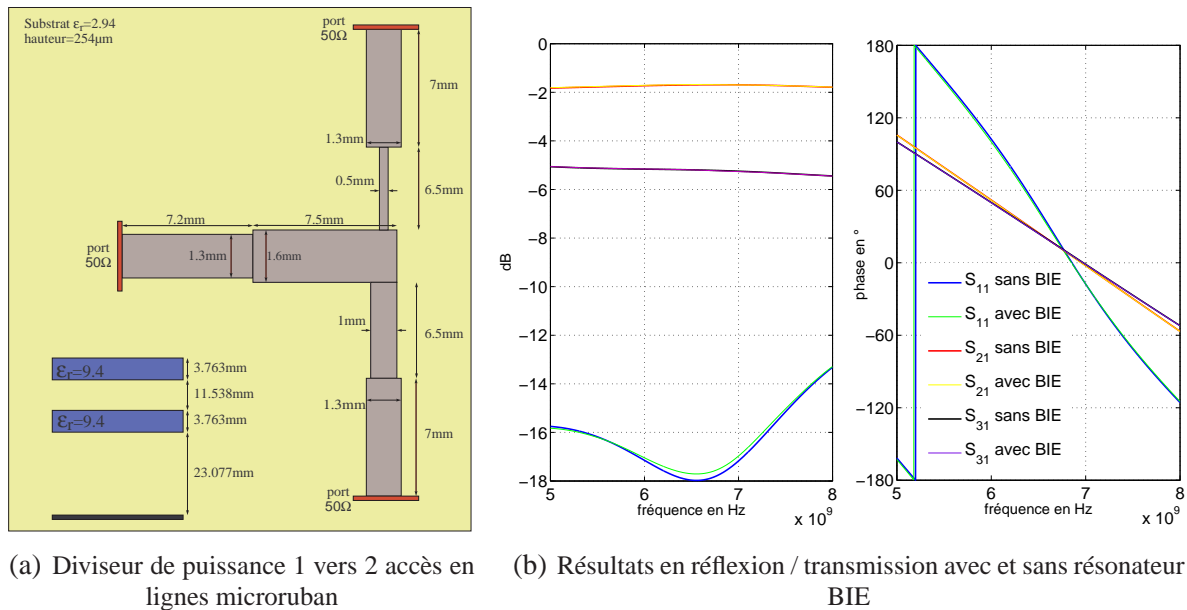 Substrat εr=2.94
hauteur=254µm
port
50Ω
7mm
1.3mm
0.5mm
6.5mm
7.2mm
7.5mm
port
50Ω
1.3mm
1.6mm
1mm
6.5mm
εr=9.4
3.763mm
11.538mm
εr=9.4
3.763mm
1.3mm
7mm
23.077mm
port
50Ω
0
−2
−4
−6
−8
−10
−12
−14
−16
−18
dB
5
6
7
8
fréquence en Hz
x 10^9
180
120
60
0
−60
−120
−180
phase en °
S11 sans BIE
S11 avec BIE
S21 sans BIE
S21 avec BIE
S31 sans BIE
S31 avec BIE
5
6
7
8
fréquence en Hz
x 10^9
(a) Diviseur de puissance 1 vers 2 accès en
lignes microruban
(b) Résultats en réflexion / transmission avec et sans résonateur
BIE